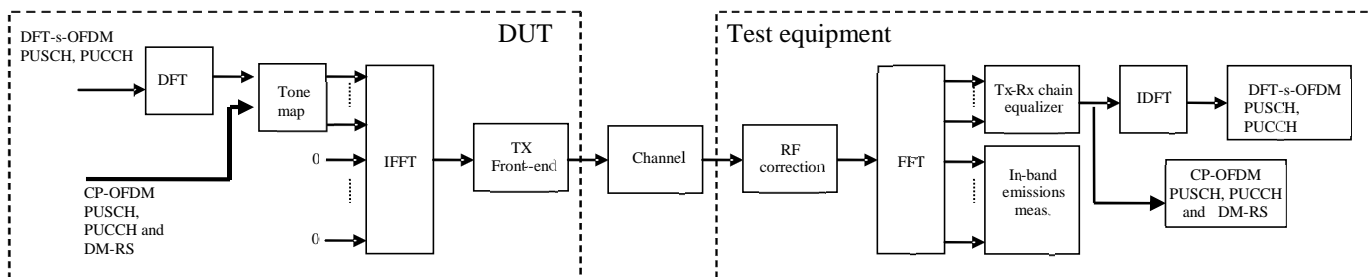 DUT
DFT-s-OFDM
PUSCH, PUCCH
DFT
Tone
map
0
0
CP-OFDM
PUSCH,
PUCCH and
DM-RS
IFFT
TX
Front-end
Channel
Test equipment
RF
correction
FFT
Tx-Rx chain
equalizer
IDFT
DFT-s-OFDM
PUSCH,
PUCCH
In-band
emissions
meas.
CP-OFDM
PUSCH, PUCCH
and DM-RS